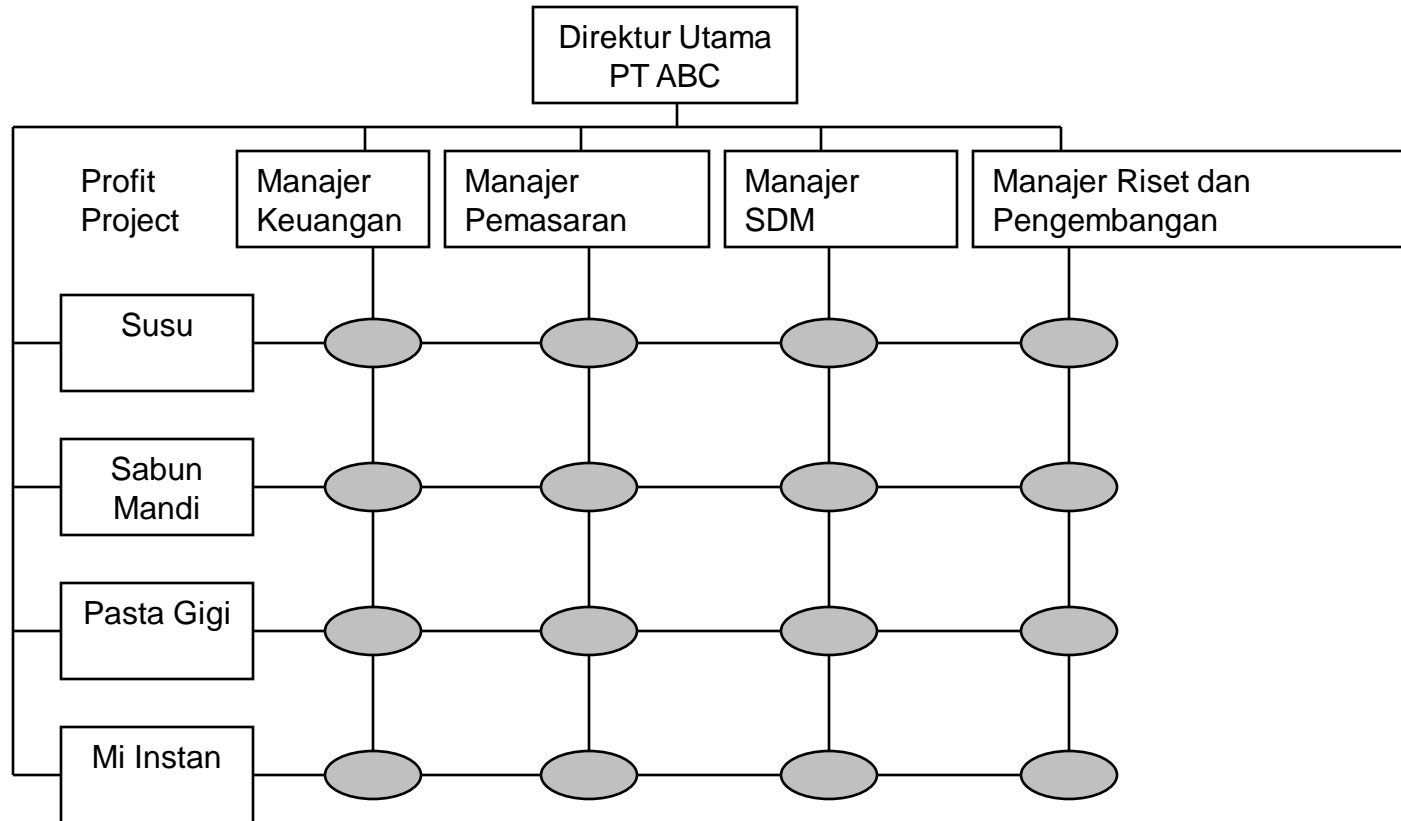 Direktur Utama
PT ABC
Profit
Project
Manajer
Keuangan
Manajer
Pemasaran
Manajer
SDM
Manajer Riset dan
Pengembangan
Susu
Sabun
Mandi
Pasta Gigi
Mi Instan